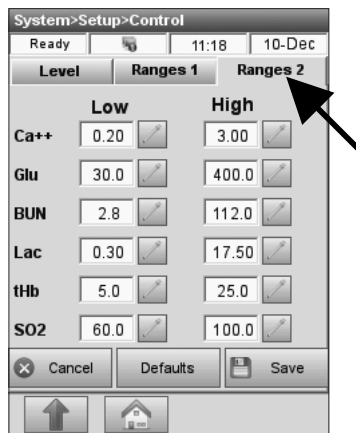 System>Setup>Control
Ready 11:18 10-Dec
Level Ranges 1 Ranges 2
Low High
Ca++ 0.20 3.00
Glu 30.0 400.0
BUN 2.8 112.0
Lac 0.30 17.50
tHb 5.0 25.0
SO2 60.0 100.0
Cancel Defaults Save